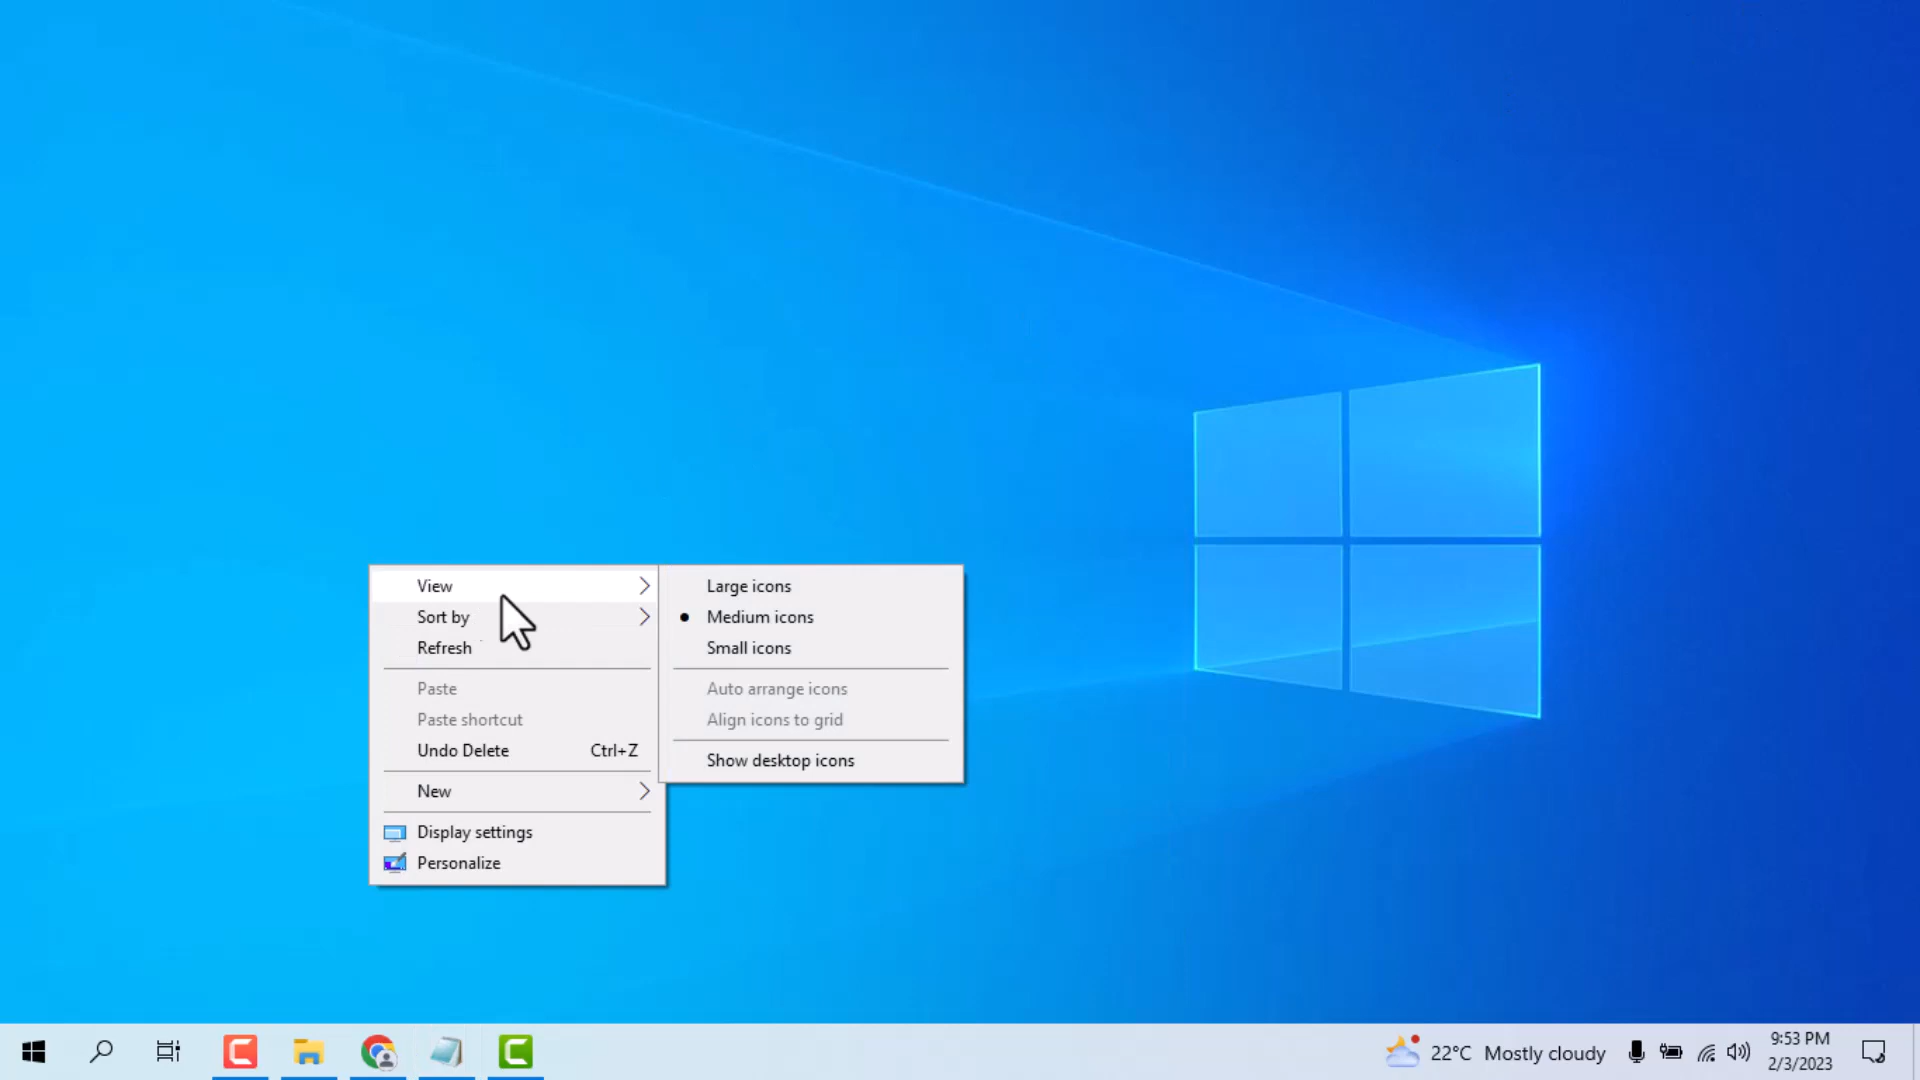 View
Sort by
Refresh
Paste
Paste shortcut
Undo Delete Ctrl+Z
New
Display settings
Personalize
Large icons
Medium icons
Small icons
Auto arrange icons
Align icons to grid
Show desktop icons
22°C Mostly cloudy
9:53 PM
2/3/2023